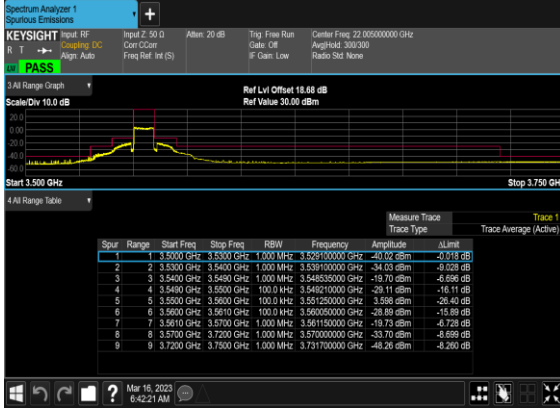 Spectrum Analyzer 1
Spurious Emissions
+
KEYSIGHT Input: RF Input Z: 50 Ω Atten: 20 dB Trig: Free Run Center Freq: 22.005000000 GHz
R T Coupling: DC Corr CCorr Gate: Off Avg|Hold: 300/300
Align: Auto Freq Ref: Int (S) IF Gain: Low Radio Std: None
PASS
3 All Range Graph
Ref Lvl Offset 18.68 dB
Scale/Div 10.0 dB Ref Value 30.00 dBm
20.0
0.00
-20.0
-40.0
-60.0
Start 3.500 GHz Stop 3.750 GH
4 All Range Table
Measure Trace Trace 1
Trace Type Trace Average (Active)
Spur Range Start Freq Stop Freq RBW Frequency Amplitude ΔLimit
1 1 3.5000 GHz 3.5300 GHz 1.000 MHz 3.529100000 GHz -40.02 dBm -0.018 dB
2 2 3.5300 GHz 3.5400 GHz 1.000 MHz 3.539100000 GHz -34.03 dBm -9.028 dB
3 3 3.5400 GHz 3.5490 GHz 1.000 MHz 3.548535000 GHz -19.70 dBm -6.696 dB
4 4 3.5490 GHz 3.5500 GHz 100.0 kHz 3.549210000 GHz -29.11 dBm -16.11 dB
5 5 3.5500 GHz 3.5600 GHz 100.0 kHz 3.551250000 GHz 3.598 dBm -26.40 dB
6 6 3.5600 GHz 3.5610 GHz 100.0 kHz 3.560050000 GHz -28.89 dBm -15.89 dB
7 7 3.5610 GHz 3.5700 GHz 1.000 MHz 3.561150000 GHz -19.73 dBm -6.728 dB
8 8 3.5700 GHz 3.7200 GHz 1.000 MHz 3.570000000 GHz -33.70 dBm -8.699 dB
9 9 3.7200 GHz 3.7500 GHz 1.000 MHz 3.731700000 GHz -48.26 dBm -8.260 dB
? Mar 16, 2023
6:42:21 AM